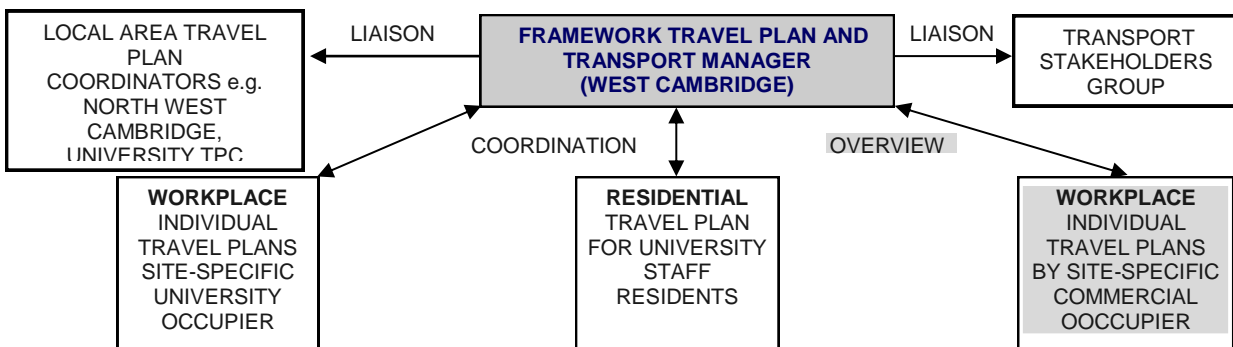 LOCAL AREA TRAVEL
PLAN
COORDINATORS e.g.
NORTH WEST
CAMBRIDGE,
UNIVERSITY TPC
LIAISON
FRAMEWORK TRAVEL PLAN AND
TRANSPORT MANAGER
(WEST CAMBRIDGE)
LIAISON
TRANSPORT
STAKEHOLDERS
GROUP
COORDINATION
OVERVIEW
WORKPLACE
INDIVIDUAL
TRAVEL PLANS
SITE-SPECIFIC
UNIVERSITY
OCCUPIER
RESIDENTIAL
TRAVEL PLAN
FOR UNIVERSITY
STAFF
RESIDENTS
WORKPLACE
INDIVIDUAL
TRAVEL PLANS
BY SITE-SPECIFIC
COMMERCIAL
OOCCUPIER